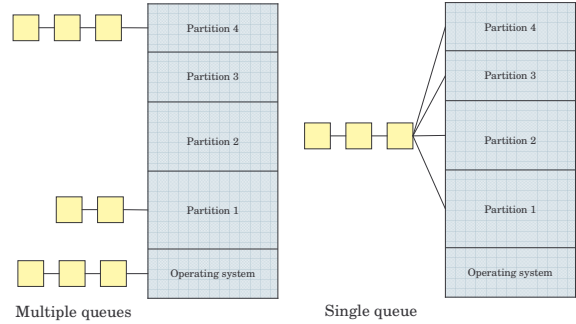 Partition 4
Partition 3
Partition 2
Partition 1
Operating system
Multiple queues
Partition 4
Partition 3
Partition 2
Partition 1
Operating system
Single queue